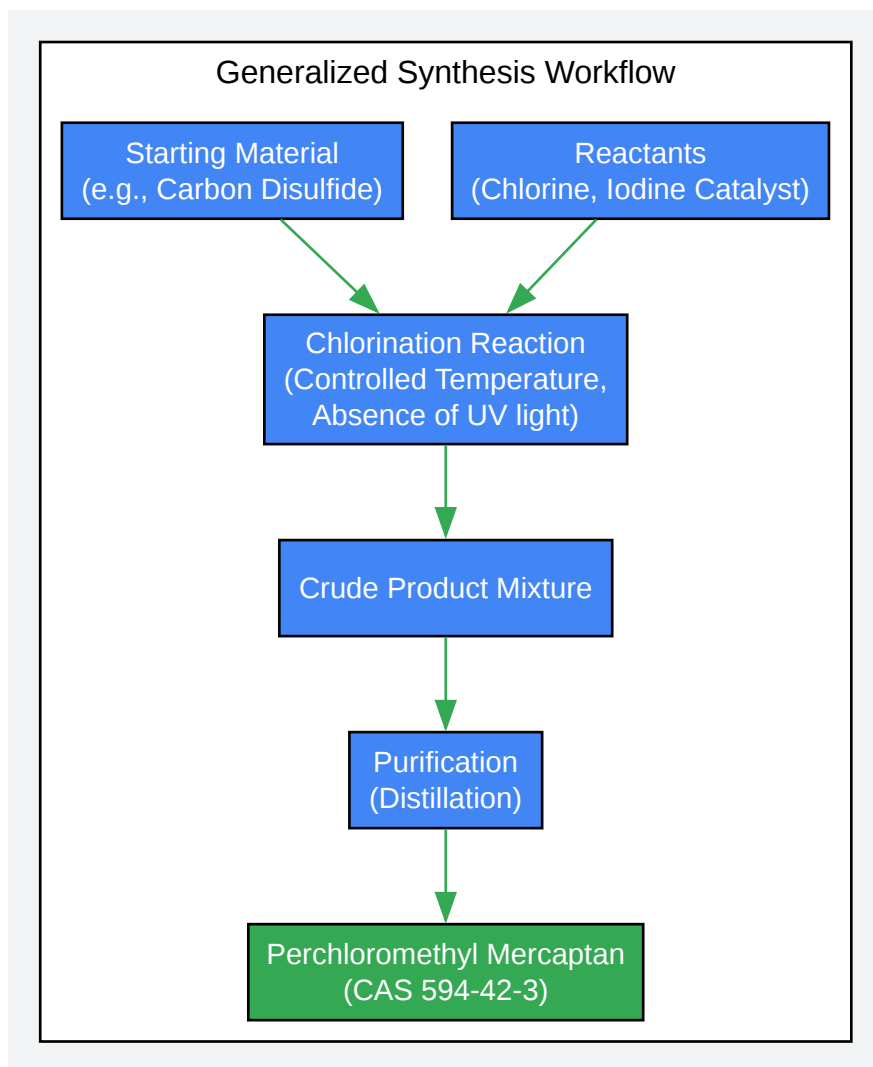 Generalized Synthesis Workflow
Starting Material
(e.g., Carbon Disulfide)
Reactants
(Chlorine, Iodine Catalyst)
Chlorination Reaction
(Controlled Temperature,
Absence of UV light)
Crude Product Mixture
Purification
(Distillation)
Perchloromethyl Mercaptan
(CAS 594-42-3)